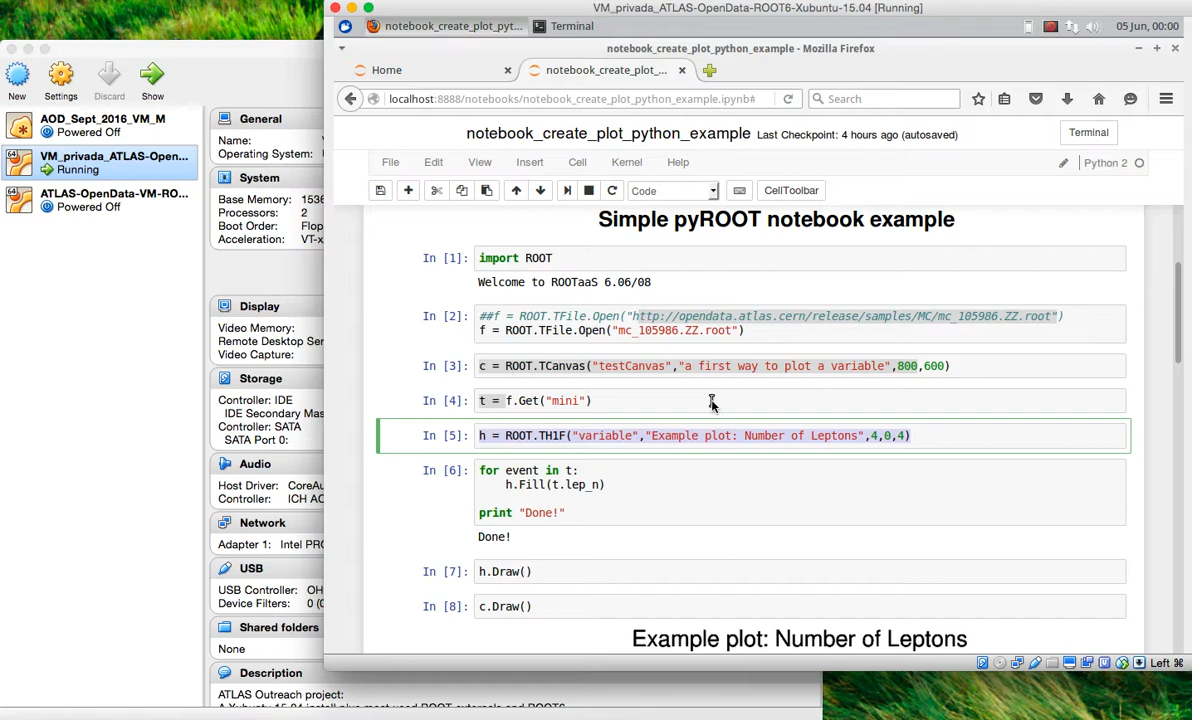 VM_privada_ATLAS-OpenData-ROOT6-Xubuntu-15.04 [Running]
notebook_create_plot_pyt...
Terminal
05 Jun, 00:00
notebook_create_plot_python_example - Mozilla Firefox
Home
notebook_create_plot_...
localhost:8888/notebooks/notebook_create_plot_python_example.ipynb#
Search
notebook_create_plot_python_example Last Checkpoint: 4 hours ago (autosaved)
Terminal
File Edit View Insert Cell Kernel Help
Python 2
Code
CellToolbar
New Settings Discard Show
AOD_Sept_2016_VM_M
Powered Off
VM_privada_ATLAS-Open...
Running
ATLAS-OpenData-VM-RO...
Powered Off
General
Name:
Operating System:
System
Base Memory: 1536
Processors: 2
Boot Order: Flop
Acceleration: VT-x
Display
Video Memory:
Remote Desktop Ser
Video Capture:
Storage
Controller: IDE
IDE Secondary Mas
Controller: SATA
SATA Port 0:
Audio
Host Driver: CoreAu
Controller: ICH AC
Network
Adapter 1: Intel PRO
USB
USB Controller: OH
Device Filters: 0 (0
Shared folders
None
Description
ATLAS Outreach project:
Simple pyROOT notebook example
In [1]: import ROOT
Welcome to ROOTaaS 6.06/08
In [2]: ##f = ROOT.TFile.Open("http://opendata.atlas.cern/release/samples/MC/mc_105986.ZZ.root")
f = ROOT.TFile.Open("mc_105986.ZZ.root")
In [3]: c = ROOT.TCanvas("testCanvas","a first way to plot a variable",800,600)
In [4]: t = f.Get("mini")
In [5]: h = ROOT.TH1F("variable","Example plot: Number of Leptons",4,0,4)
In [6]: for event in t:
h.Fill(t.lep_n)
print "Done!"
Done!
In [7]: h.Draw()
In [8]: c.Draw()
Example plot: Number of Leptons
Left ⌘